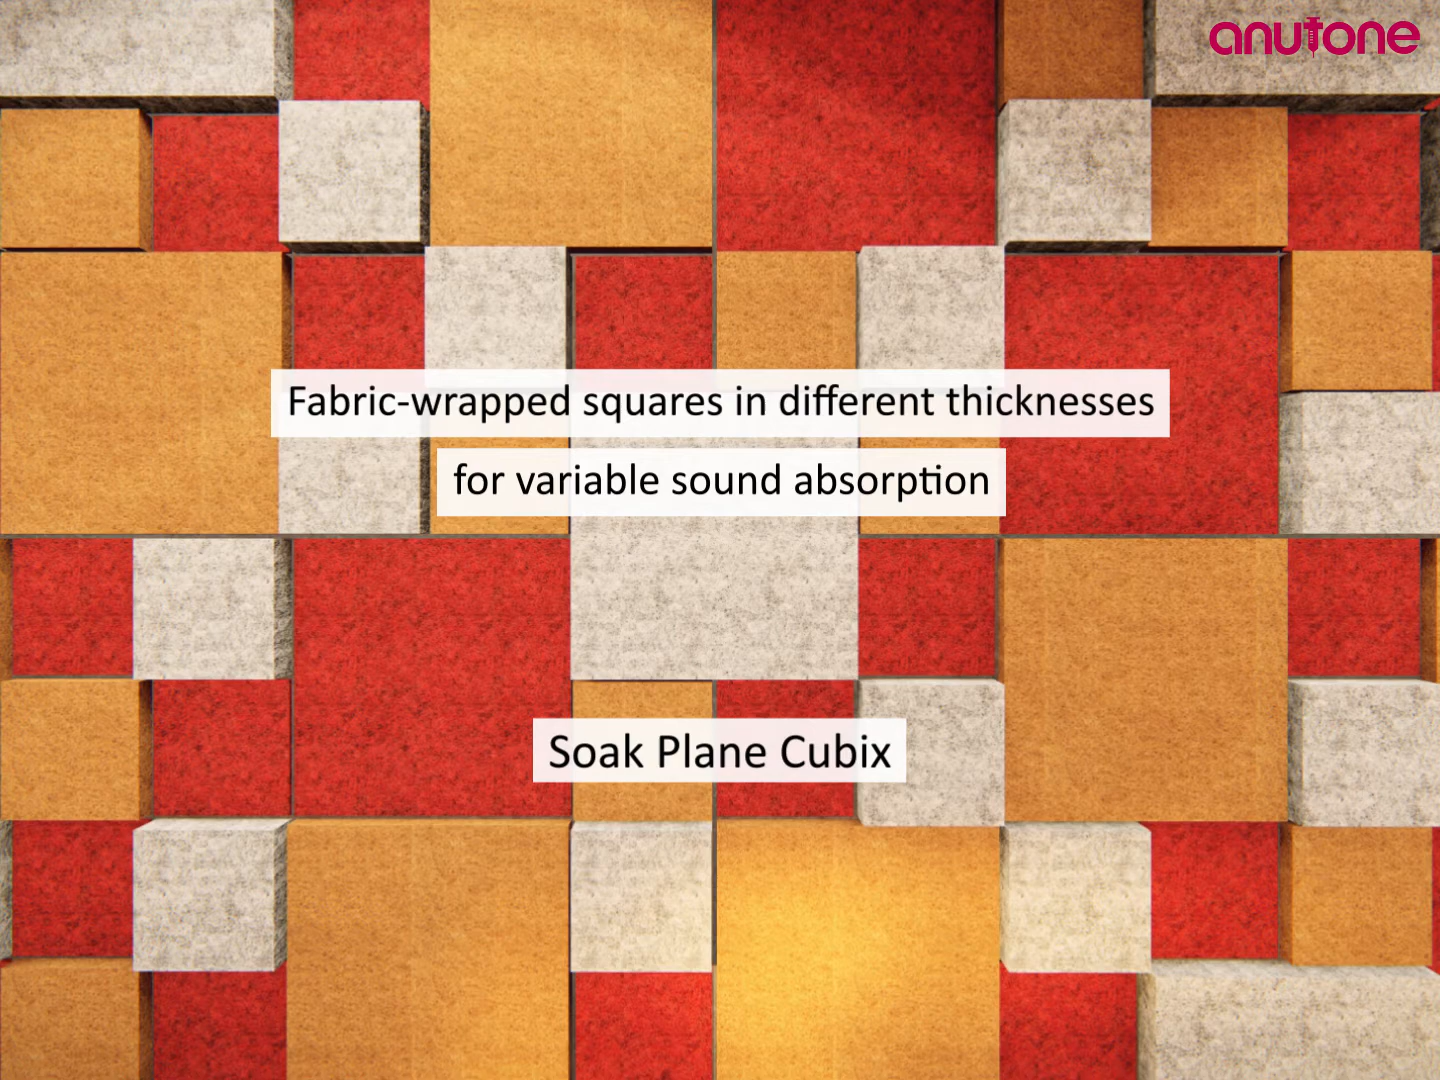 anutone
Fabric-wrapped squares in different thicknesses
for variable sound absorption
Soak Plane Cubix